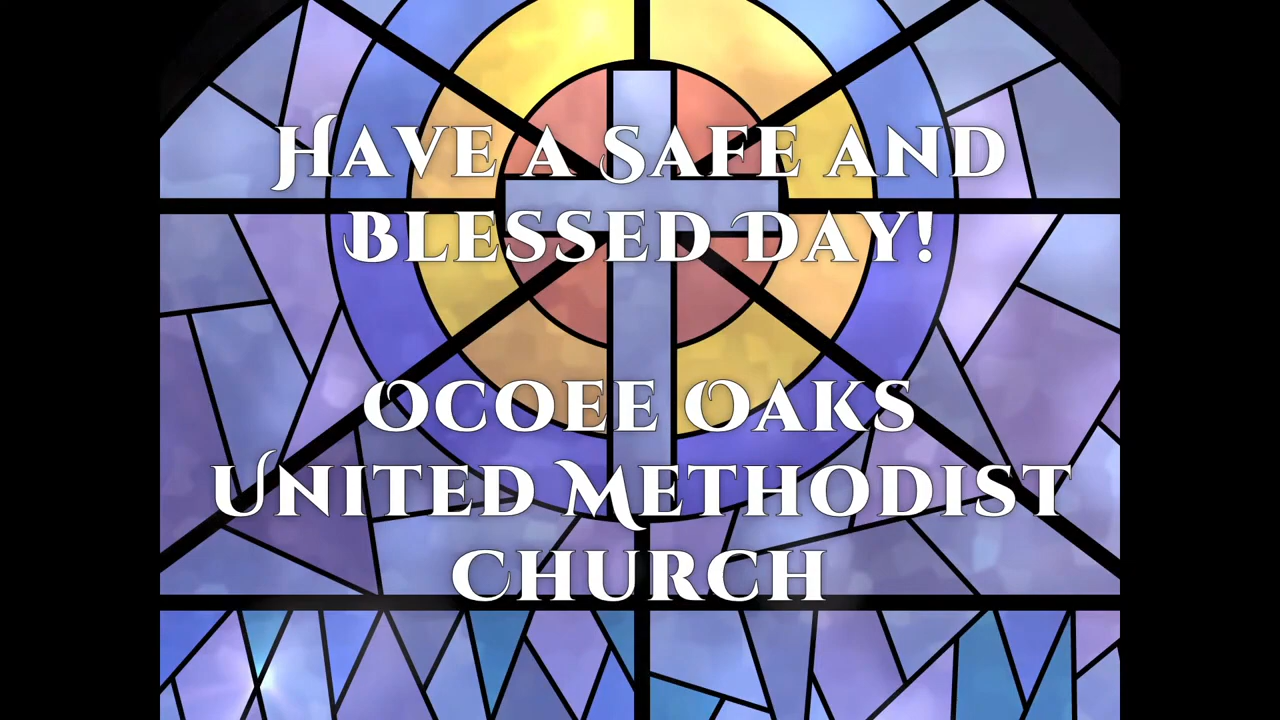 Have a Safe and
Blessed Day!
Ocoee Oaks
United Methodist
Church